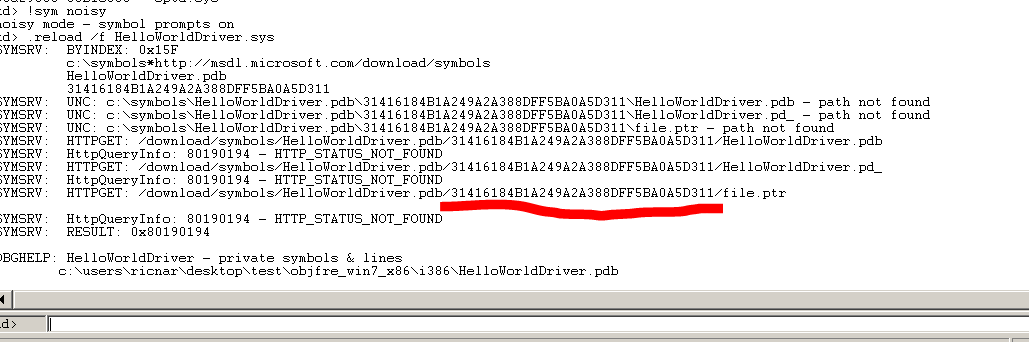 kd> !sym noisy
noisy mode - symbol prompts on
kd> .reload /f HelloWorldDriver.sys
SYMSRV:  BYINDEX: 0x15F
c:\symbols*http://msdl.microsoft.com/download/symbols
HelloWorldDriver.pdb
31416184B1A249A2A388DFF5BA0A5D311
SYMSRV:  UNC: c:\symbols\HelloWorldDriver.pdb\31416184B1A249A2A388DFF5BA0A5D311\HelloWorldDriver.pdb - path not found
SYMSRV:  UNC: c:\symbols\HelloWorldDriver.pdb\31416184B1A249A2A388DFF5BA0A5D311\HelloWorldDriver.pd_ - path not found
SYMSRV:  UNC: c:\symbols\HelloWorldDriver.pdb\31416184B1A249A2A388DFF5BA0A5D311\file.ptr - path not found
SYMSRV:  HTTPGET: /download/symbols/HelloWorldDriver.pdb/31416184B1A249A2A388DFF5BA0A5D311/HelloWorldDriver.pdb
SYMSRV:  HttpQueryInfo: 80190194 - HTTP_STATUS_NOT_FOUND
SYMSRV:  HTTPGET: /download/symbols/HelloWorldDriver.pdb/31416184B1A249A2A388DFF5BA0A5D311/HelloWorldDriver.pd_
SYMSRV:  HttpQueryInfo: 80190194 - HTTP_STATUS_NOT_FOUND
SYMSRV:  HTTPGET: /download/symbols/HelloWorldDriver.pdb/31416184B1A249A2A388DFF5BA0A5D311/file.ptr
SYMSRV:  HttpQueryInfo: 80190194 - HTTP_STATUS_NOT_FOUND
SYMSRV:  RESULT: 0x80190194
DBGHELP: HelloWorldDriver - private symbols & lines
c:\users\ricnar\desktop\test\objfre_win7_x86\i386\HelloWorldDriver.pdb
kd>